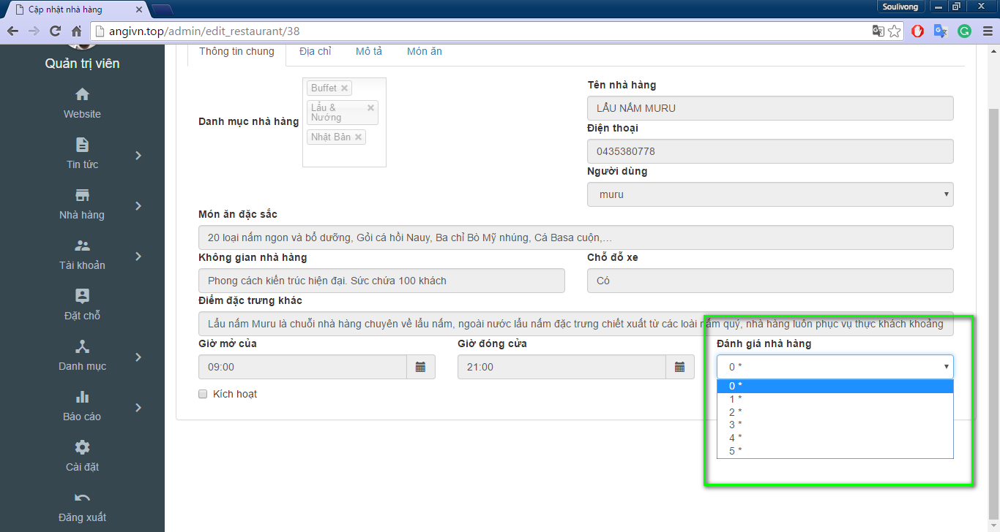 Cập nhật nhà hàng
Soulivong
angivn.top/admin/edit_restaurant/38
Quản trị viên
Website
Tin tức
Nhà hàng
Tài khoản
Đặt chỗ
Danh mục
Báo cáo
Cài đặt
Đăng xuất
Thông tin chung Địa chỉ Mô tả Món ăn
Danh mục nhà hàng
Buffet
Lẩu &
Nướng
Nhật Bản
Tên nhà hàng
LẨU NẤM MURU
Điện thoại
0435380778
Người dùng
muru
Món ăn đặc sắc
20 loại nấm ngon và bổ dưỡng, Gỏi cá hồi Nauy, Ba chỉ Bò Mỹ nhúng, Cá Basa cuộn,…
Không gian nhà hàng
Phong cách kiến trúc hiện đại. Sức chứa 100 khách
Chỗ đỗ xe
Có
Điểm đặc trưng khác
Lẩu nấm Muru là chuỗi nhà hàng chuyên về lẩu nấm, ngoài nước lẩu nấm đặc trưng chiết xuất từ các loài nấm quý, nhà hàng luôn phục vụ thực khách khoảng
Giờ mở của
09:00
Giờ đóng cửa
21:00
Đánh giá nhà hàng
0 *
0 *
1 *
2 *
3 *
4 *
5 *
Kích hoạt